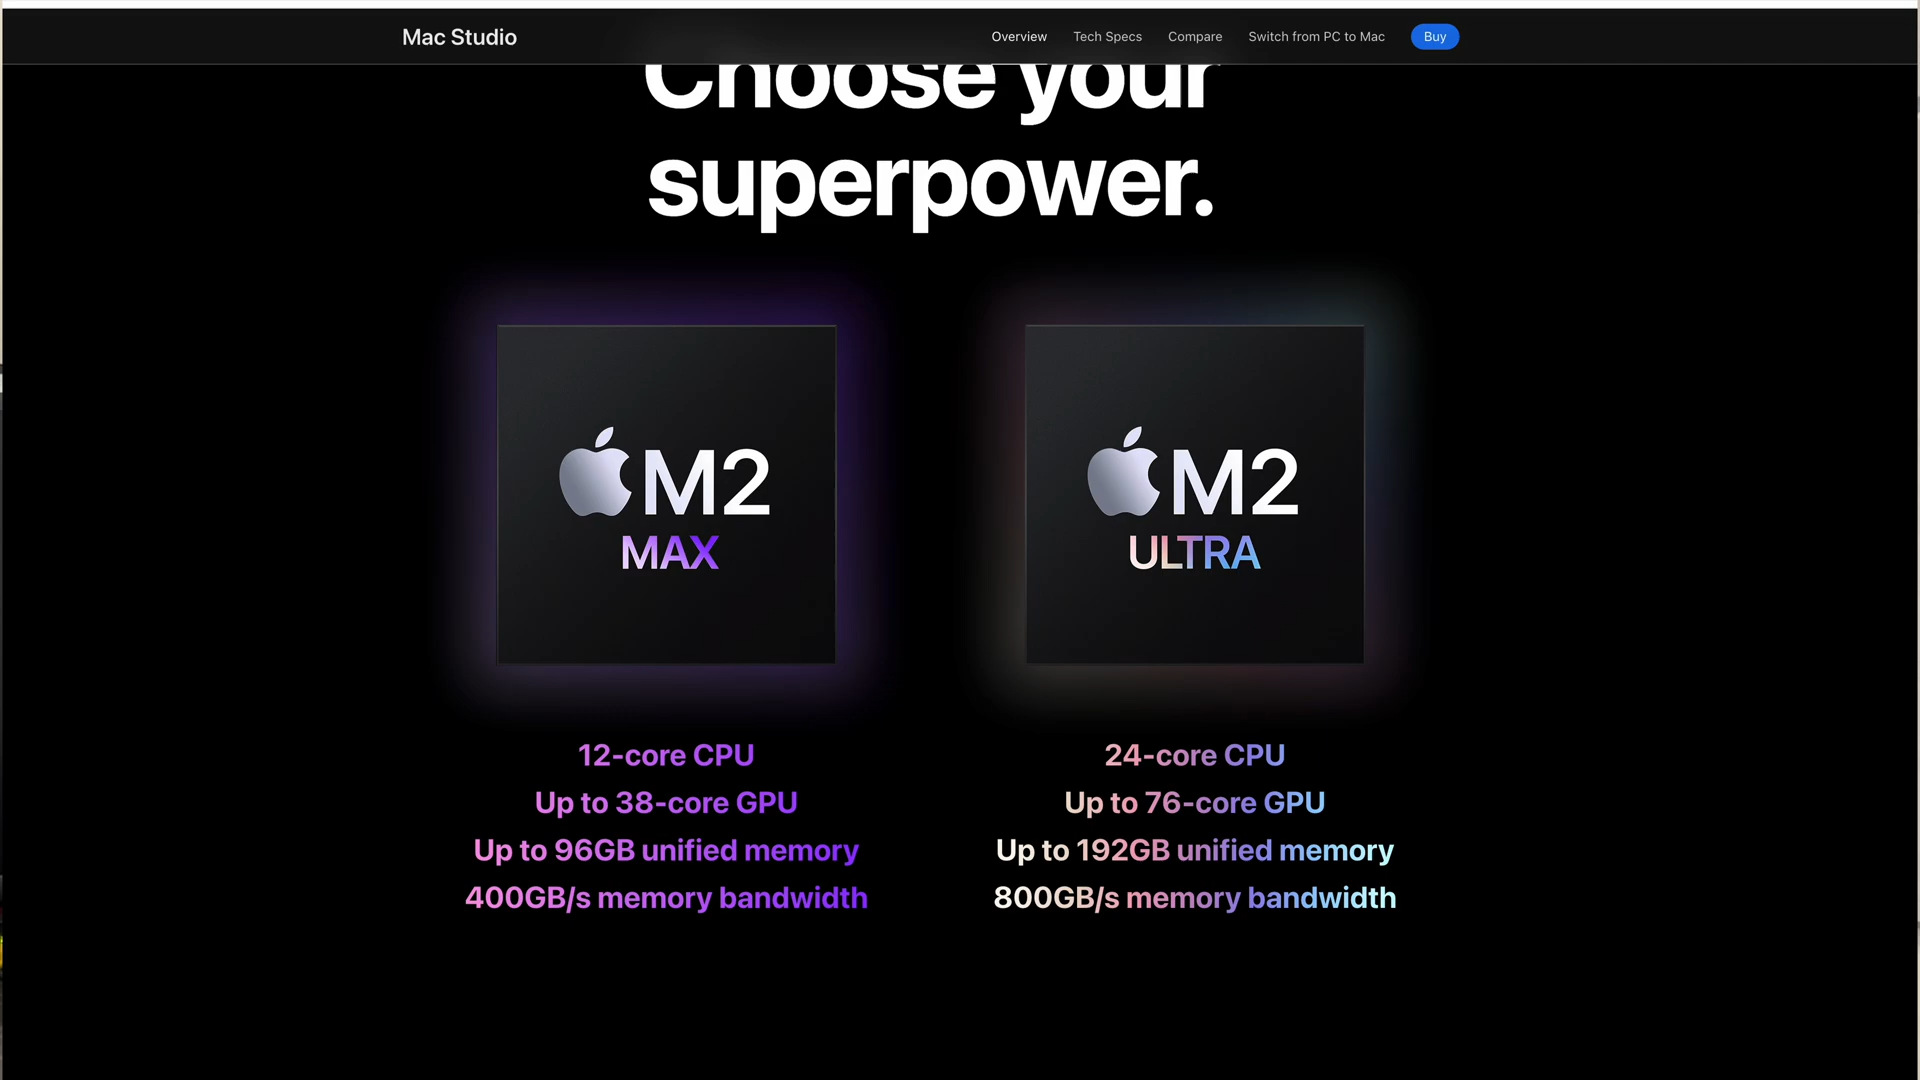 Mac Studio
Overview
Tech Specs
Compare
Switch from PC to Mac
Buy
Choose your
superpower.
M2
MAX
M2
ULTRA
12-core CPU
Up to 38-core GPU
Up to 96GB unified memory
400GB/s memory bandwidth
24-core CPU
Up to 76-core GPU
Up to 192GB unified memory
800GB/s memory bandwidth